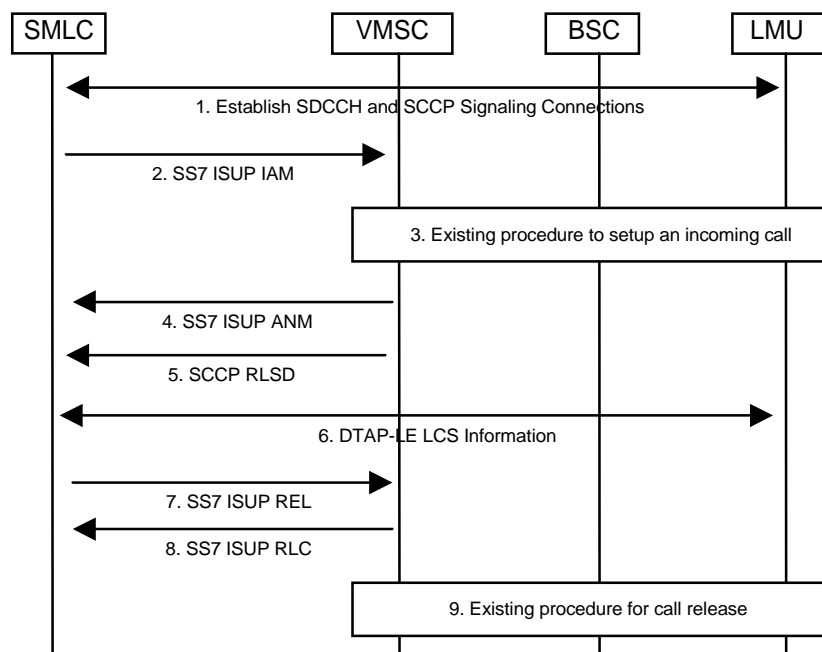 SMLC VMSC BSC LMU
1. Establish SDCCH and SCCP Signaling Connections
2. SS7 ISUP IAM
3. Existing procedure to setup an incoming call
4. SS7 ISUP ANM
5. SCCP RLSD
6. DTAP-LE LCS Information
7. SS7 ISUP REL
8. SS7 ISUP RLC
9. Existing procedure for call release